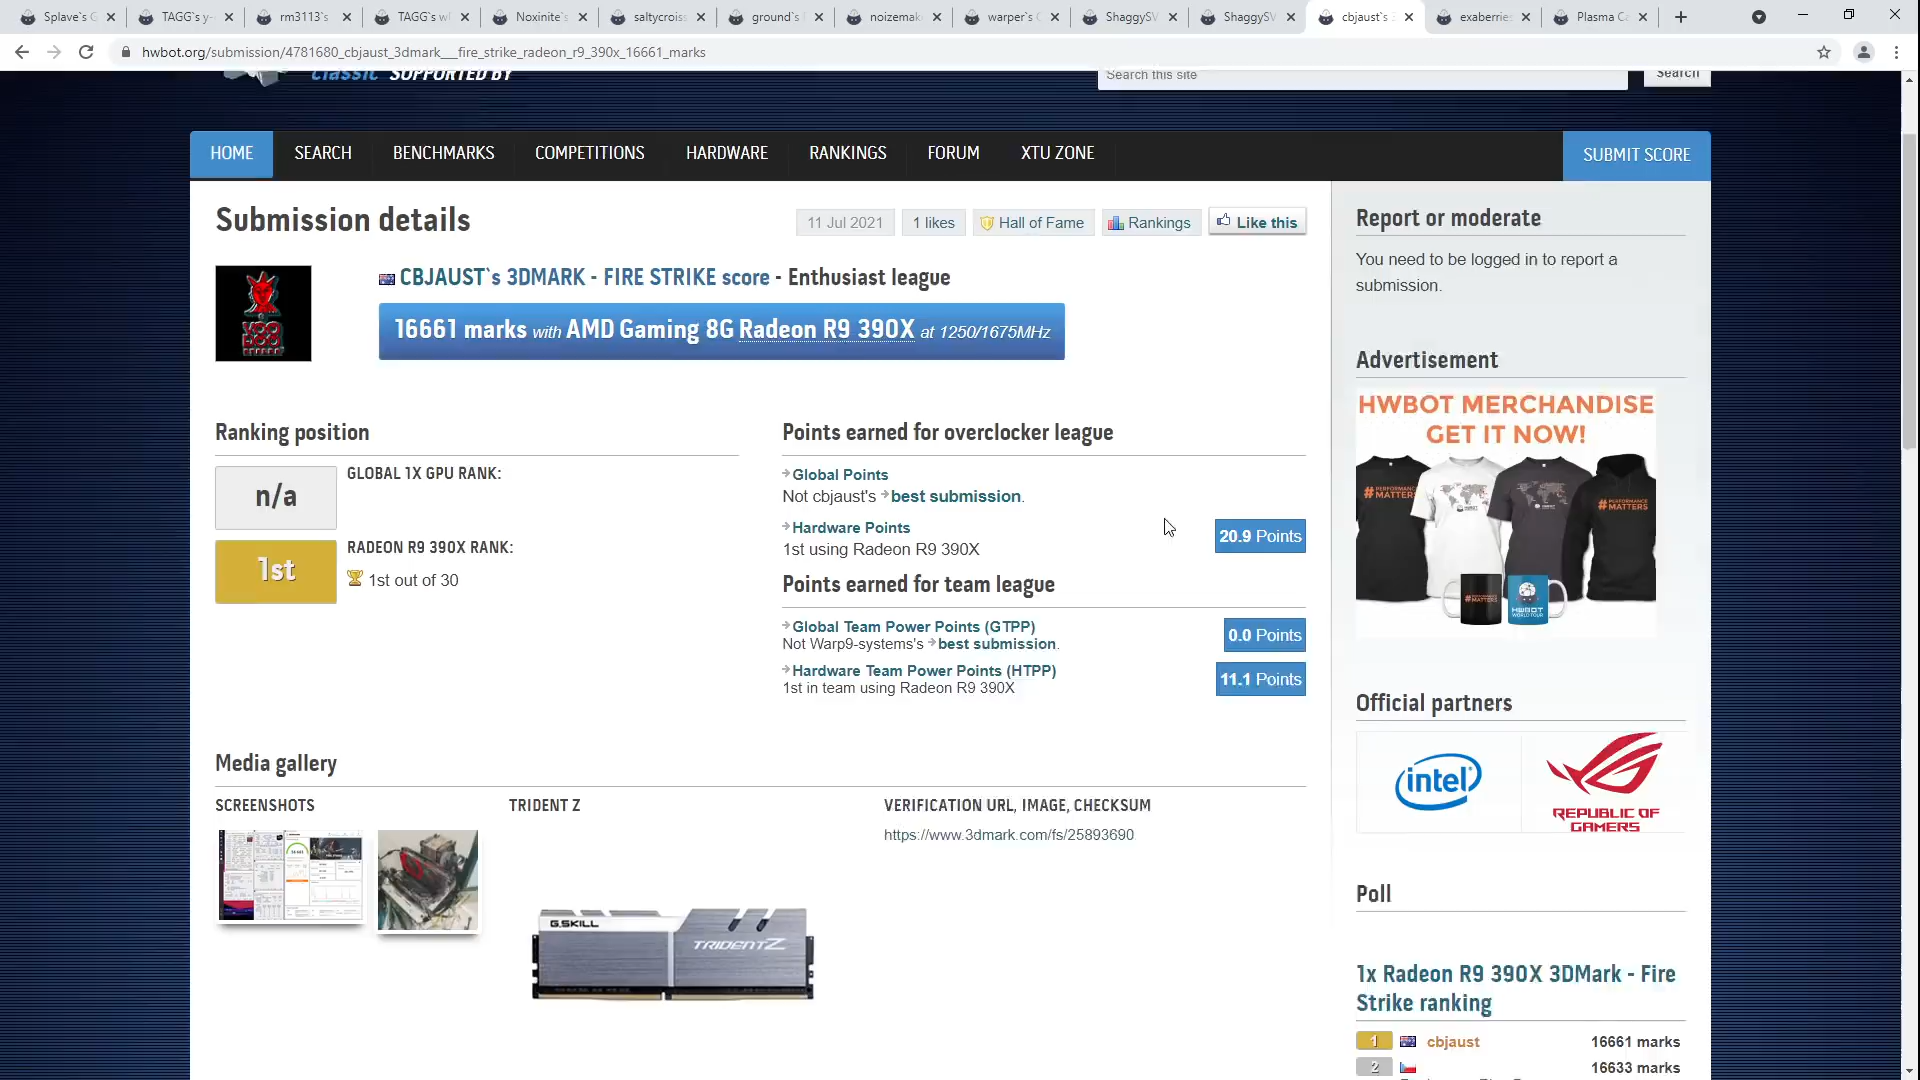 Splave`s
TAGG`s y-
rm3113`s
TAGG`s w
Noxinite`s
saltycrois
ground`s
noizemak
warper`s
ShaggySV
ShaggySV
cbjaust`s
exaberrie
Plasma Ca
hwbot.org/submission/4781680_cbjaust_3dmark___fire_strike_radeon_r9_390x_16661_marks
classic SUPPORTED BY
Search this site
Search
HOME SEARCH BENCHMARKS COMPETITIONS HARDWARE RANKINGS FORUM XTU ZONE SUBMIT SCORE
Submission details
11 Jul 2021
1 likes
Hall of Fame
Rankings
Like this
CBJAUST`s 3DMARK - FIRE STRIKE score - Enthusiast league
16661 marks with AMD Gaming 8G Radeon R9 390X at 1250/1675MHz
Ranking position
GLOBAL 1X GPU RANK:
n/a
RADEON R9 390X RANK:
1st
1st out of 30
Points earned for overclocker league
Global Points
Not cbjaust's best submission.
Hardware Points
1st using Radeon R9 390X
20.9 Points
Points earned for team league
Global Team Power Points (GTPP)
Not Warp9-systems's best submission.
0.0 Points
Hardware Team Power Points (HTPP)
1st in team using Radeon R9 390X
11.1 Points
Media gallery
SCREENSHOTS
TRIDENT Z
G.SKILL
TRIDENTZ
VERIFICATION URL, IMAGE, CHECKSUM
https://www.3dmark.com/fs/25893690
Report or moderate
You need to be logged in to report a
submission.
Advertisement
HWBOT MERCHANDISE
GET IT NOW!
#PERFORMANCE
MATTERS
Official partners
intel
REPUBLIC OF
GAMERS
Poll
1x Radeon R9 390X 3DMark - Fire
Strike ranking
1 cbjaust 16661 marks
2 16633 marks